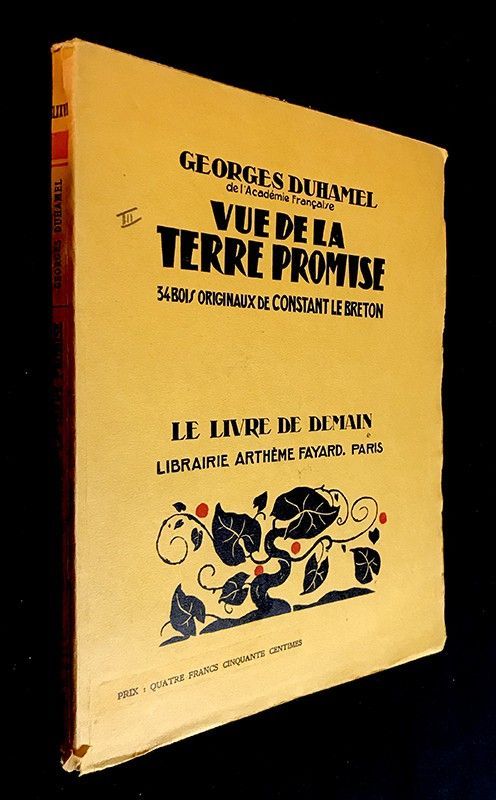 GEORGES DUHAMEL
de l'Académie Française
VUE DE LA
TERRE PROMISE
34 BOIS ORIGINAUX DE CONSTANT LE BRETON
LE LIVRE DE DEMAIN
LIBRAIRIE ARTHÈME FAYARD. PARIS
PRIX : QUATRE FRANCS CINQUANTE CENTIMES
III
GEORGES DUHAMEL